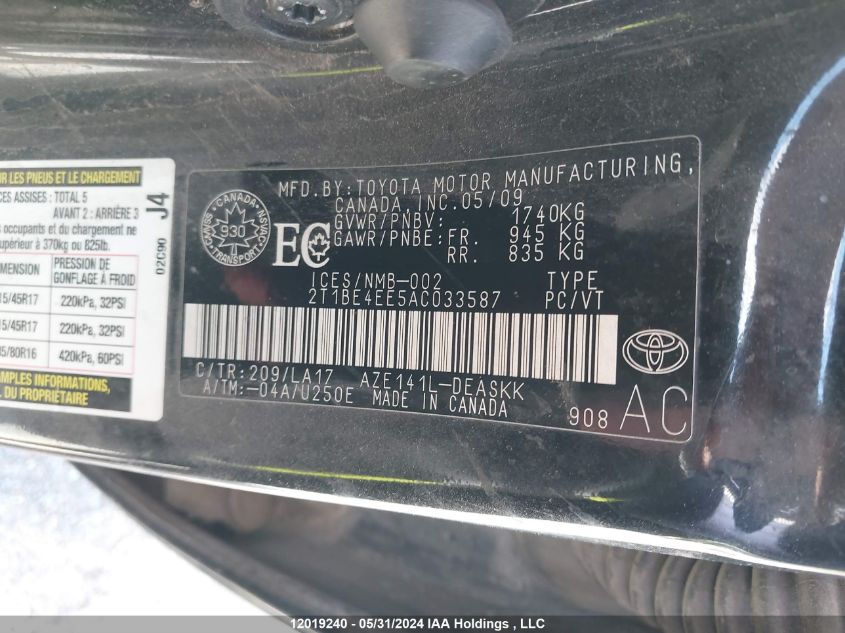 UR LES PNEUS ET LE CHARGEMENT
CES ASSISES : TOTAL 5
AVANT 2 : ARRIÈRE 3
s occupants et du chargement ne
supérieur à 370kg ou 825lb.
J4
02C90
MENSION PRESSION DE GONFLAGE À FROID
15/45R17 220kPa, 32PSI
15/45R17 220kPa, 32PSI
5/80R16 420kPa, 60PSI
AMPLES INFORMATIONS
L DU PROPRIÉTAIRE
CANADA
930
TRANSPORT
EC
MFD.BY:TOYOTA MOTOR MANUFACTURING,
CANADA INC.05/09
GVWR/PNBV: 1740KG
GAWR/PNBE:FR. 945 KG
RR. 835 KG
ICES/NMB-002 TYPE
2T1BE4EE5AC033587 PC/VT
C/TR:209/LA17 AZE141L-DEASKK
A/TM:-04A/U250E MADE IN CANADA
908 AC
12019240 - 05/31/2024 IAA Holdings , LLC